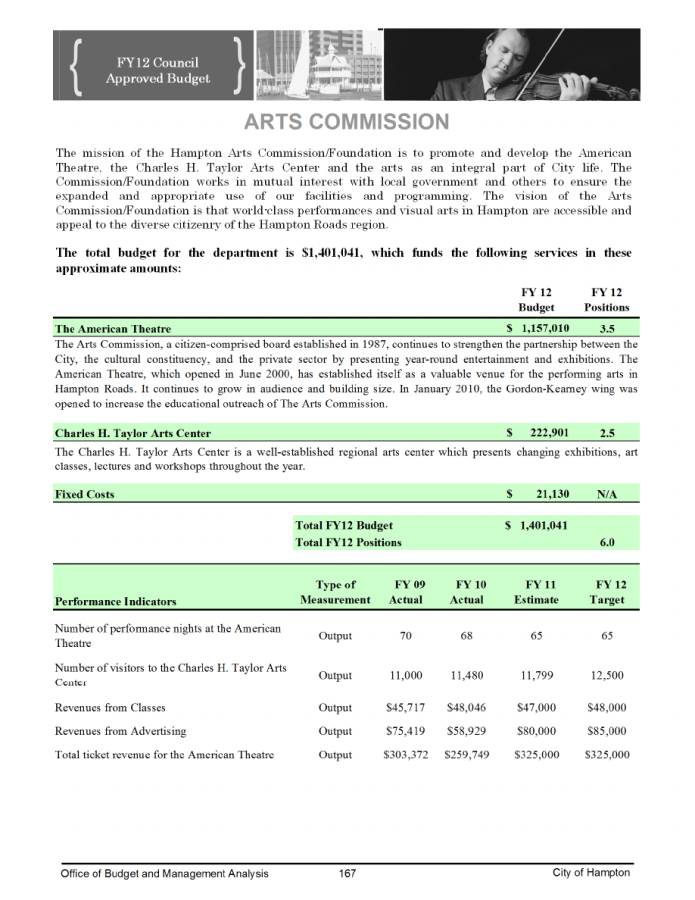 FY12 Council
Approved Budget
ARTS COMMISSION
The mission of the Hampton Arts Commission/Foundation is to promote and develop the American
Theatre, the Charles H. Taylor Arts Center and the arts as an integral part of City life. The
Commission/Foundation works in mutual interest with local government and others to ensure the
expanded and appropriate use of our facilities and programming. The vision of the Arts
Commission/Foundation is that world-class performances and visual arts in Hampton are accessible and
appeal to the diverse citizenry of the Hampton Roads region.
The total budget for the department is $1,401,041, which funds the following services in these
approximate amounts:
FY 12 FY 12
Budget Positions
The American Theatre $ 1,157,010 3.5
The Arts Commission, a citizen-comprised board established in 1987, continues to strengthen the partnership between the
City, the cultural constituency, and the private sector by presenting year-round entertainment and exhibitions. The
American Theatre, which opened in June 2000, has established itself as a valuable venue for the performing arts in
Hampton Roads. It continues to grow in audience and building size. In January 2010, the Gordon-Kearney wing was
opened to increase the educational outreach of The Arts Commission.
Charles H. Taylor Arts Center $ 222,901 2.5
The Charles H. Taylor Arts Center is a well-established regional arts center which presents changing exhibitions, art
classes, lectures and workshops throughout the year.
Fixed Costs $ 21,130 N/A
Total FY12 Budget $ 1,401,041
Total FY12 Positions 6.0
Type of FY 09 FY 10 FY 11 FY 12
Performance Indicators Measurement Actual Actual Estimate Target
Number of performance nights at the American
Theatre Output 70 68 65 65
Number of visitors to the Charles H. Taylor Arts
Center Output 11,000 11,480 11,799 12,500
Revenues from Classes Output $45,717 $48,046 $47,000 $48,000
Revenues from Advertising Output $75,419 $58,929 $80,000 $85,000
Total ticket revenue for the American Theatre Output $303,372 $259,749 $325,000 $325,000
Office of Budget and Management Analysis 167 City of Hampton